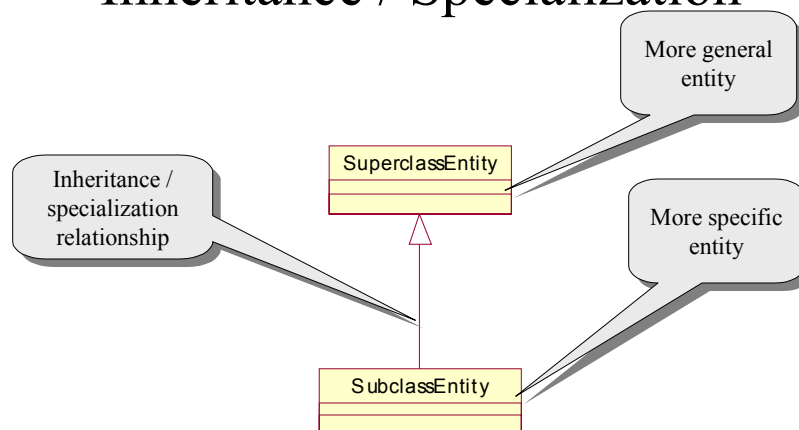 Inheritance / Specialization
More general
entity
SuperclassEntity
Inheritance /
specialization
relationship
More specific
entity
SubclassEntity